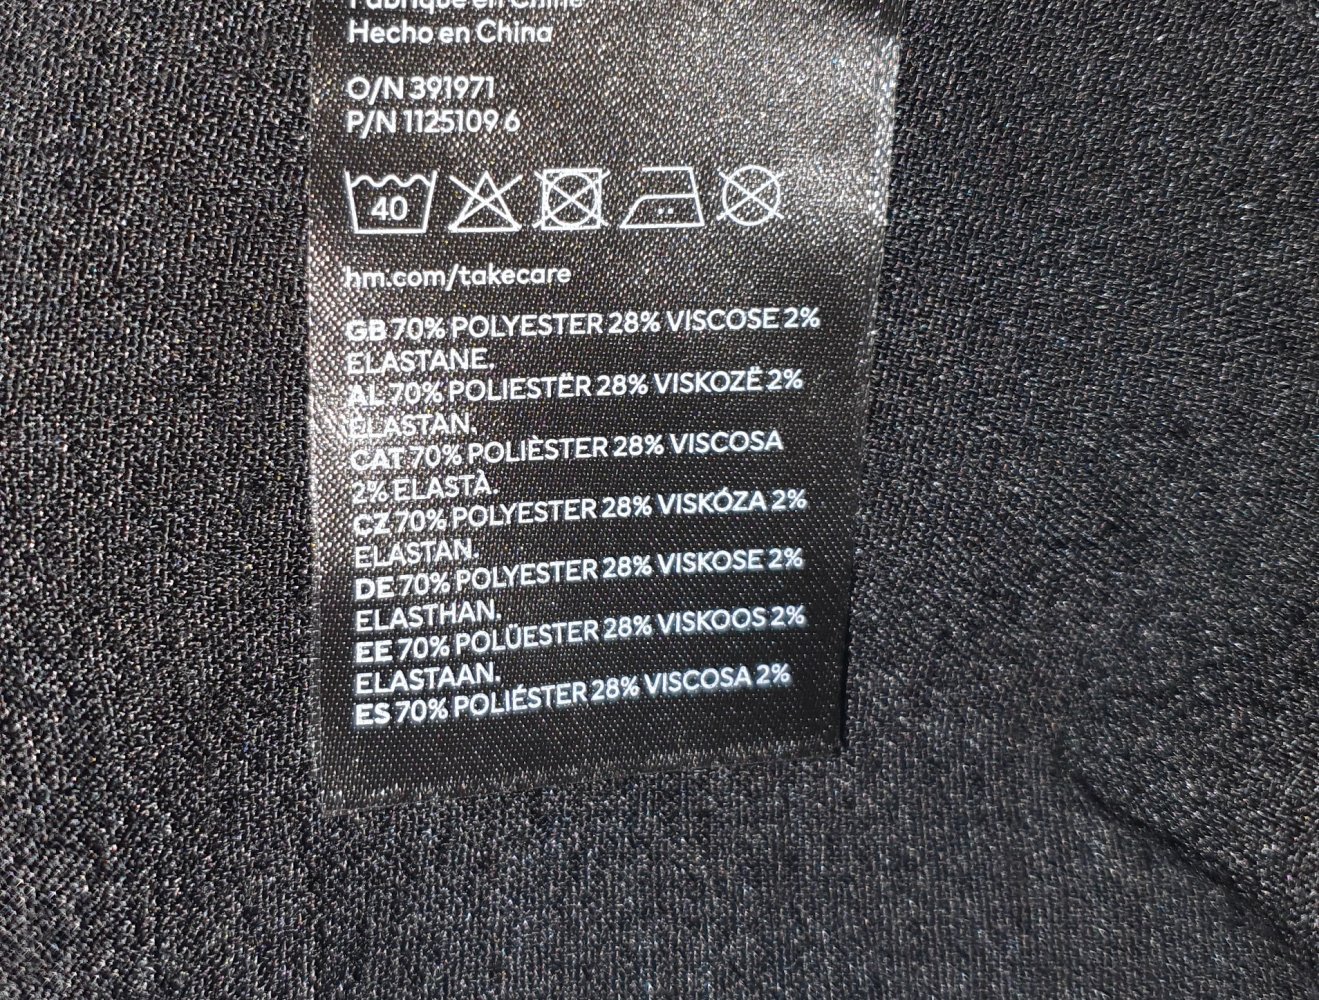 Fabriqué en Chine
Hecho en China
O/N 391971
P/N 1125109 6
40
hm.com/takecare
GB 70% POLYESTER 28% VISCOSE 2%
ELASTANE.
AL 70% POLIESTËR 28% VISKOZË 2%
ELASTAN.
CAT 70% POLIÈSTER 28% VISCOSA
2% ELASTÀ.
CZ 70% POLYESTER 28% VISKÓZA 2%
ELASTAN.
DE 70% POLYESTER 28% VISKOSE 2%
ELASTHAN.
EE 70% POLÜESTER 28% VISKOOS 2%
ELASTAAN.
ES 70% POLIÉSTER 28% VISCOSA 2%